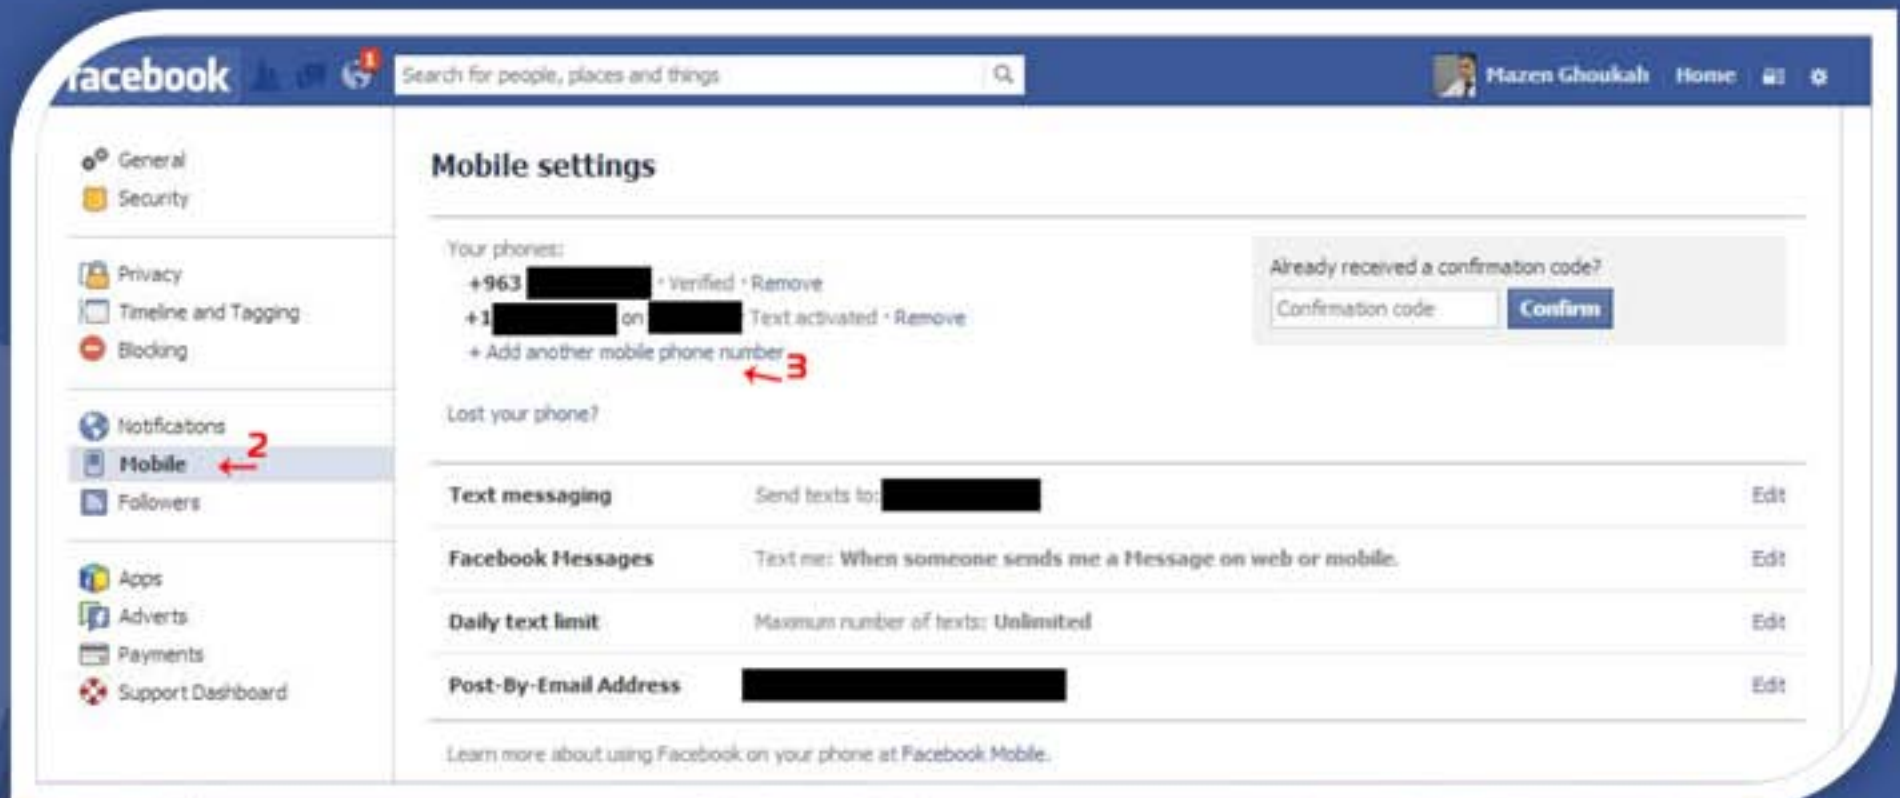 facebook
1
Search for people, places and things
Mazen Ghoukah
Home
General
Security
Privacy
Timeline and Tagging
Blocking
Notifications
2
Mobile
Followers
Apps
Adverts
Payments
Support Dashboard
Mobile settings
Your phones:
+963 · Verified · Remove
+1 on Text activated · Remove
+ Add another mobile phone number
3
Lost your phone?
Already received a confirmation code?
Confirmation code Confirm
Text messaging Send texts to: Edit
Facebook Messages Text me: When someone sends me a Message on web or mobile. Edit
Daily text limit Maximum number of texts: Unlimited Edit
Post-By-Email Address Edit
Learn more about using Facebook on your phone at Facebook Mobile.